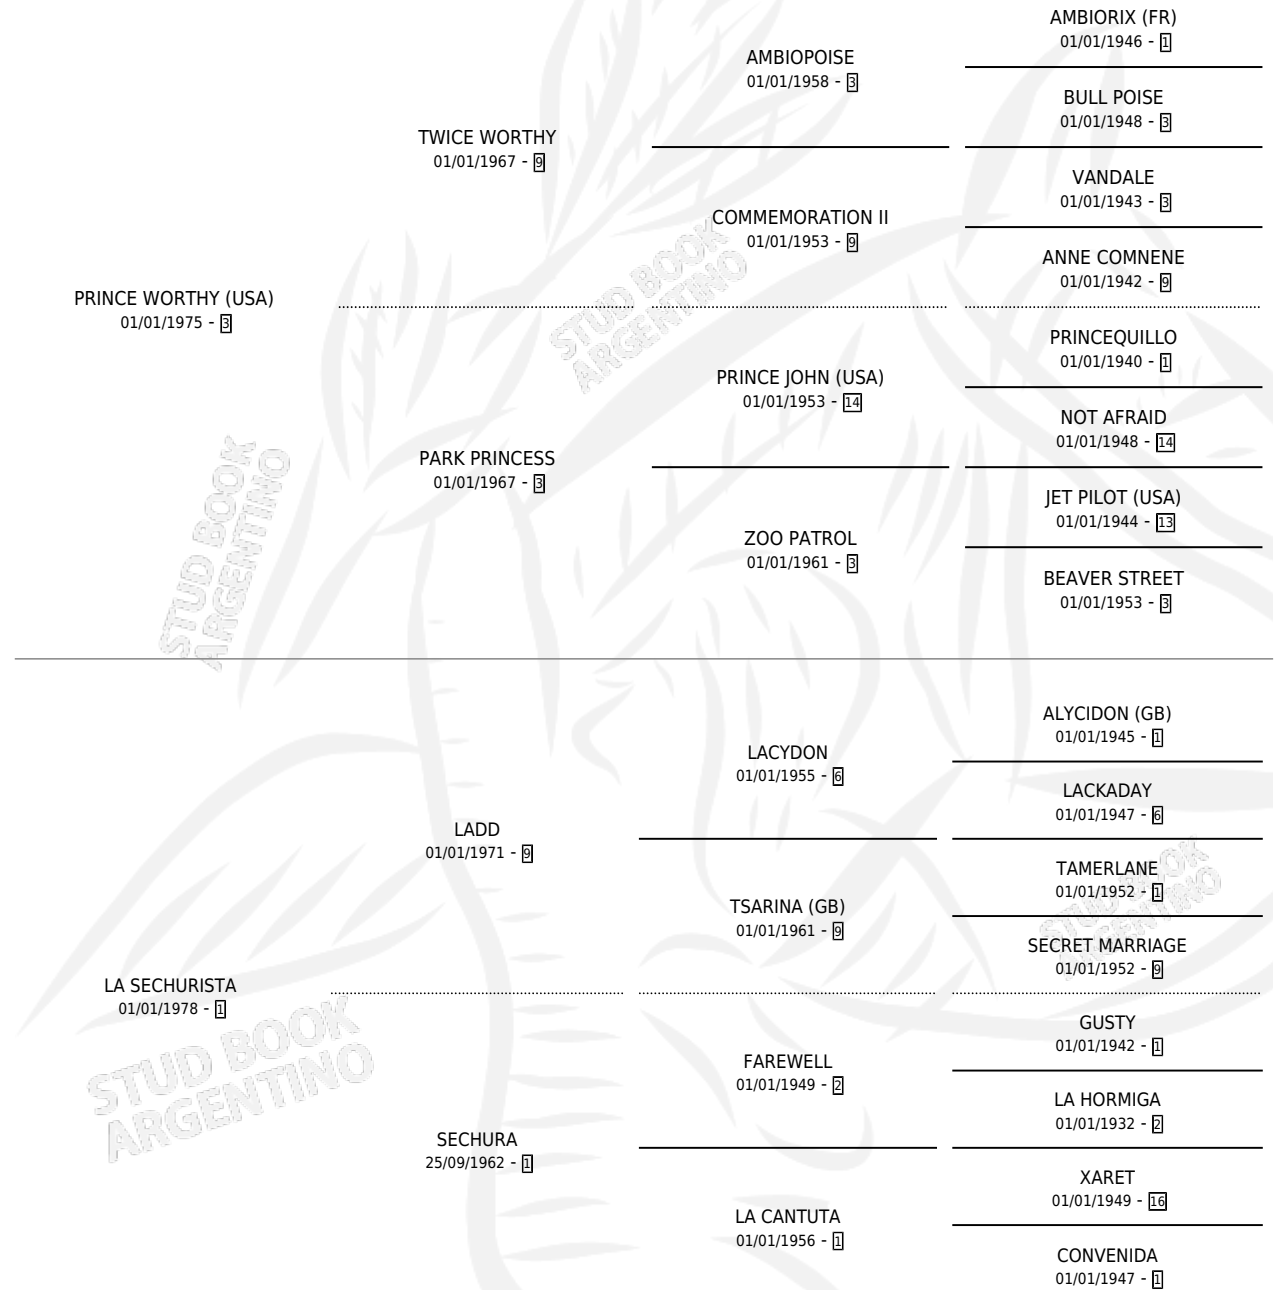 AMBIORIX (FR)
01/01/1946 - 1
AMBIOPOISE
01/01/1958 - 3
BULL POISE
01/01/1948 - 3
TWICE WORTHY
01/01/1967 - 9
VANDALE
01/01/1943 - 3
COMMEMORATION II
01/01/1953 - 9
ANNE COMNENE
01/01/1942 - 9
PRINCE WORTHY (USA)
01/01/1975 - 3
STUD BOOK
ARGENTINO
PRINCEQUILLO
01/01/1940 - 1
PRINCE JOHN (USA)
01/01/1953 - 14
NOT AFRAID
01/01/1948 - 14
PARK PRINCESS
01/01/1967 - 3
JET PILOT (USA)
01/01/1944 - 13
ZOO PATROL
01/01/1961 - 3
BEAVER STREET
01/01/1953 - 3
STUD BOOK
ARGENTINO
ALYCIDON (GB)
01/01/1945 - 1
LACYDON
01/01/1955 - 6
LACKADAY
01/01/1947 - 6
LADD
01/01/1971 - 9
TAMERLANE
01/01/1952 - 1
TSARINA (GB)
01/01/1961 - 9
SECRET MARRIAGE
01/01/1952 - 9
STUD BOOK
ARGENTINO
LA SECHURISTA
01/01/1978 - 1
GUSTY
01/01/1942 - 1
FAREWELL
01/01/1949 - 2
LA HORMIGA
01/01/1932 - 2
STUD BOOK
ARGENTINO
SECHURA
25/09/1962 - 1
XARET
01/01/1949 - 16
LA CANTUTA
01/01/1956 - 1
CONVENIDA
01/01/1947 - 1